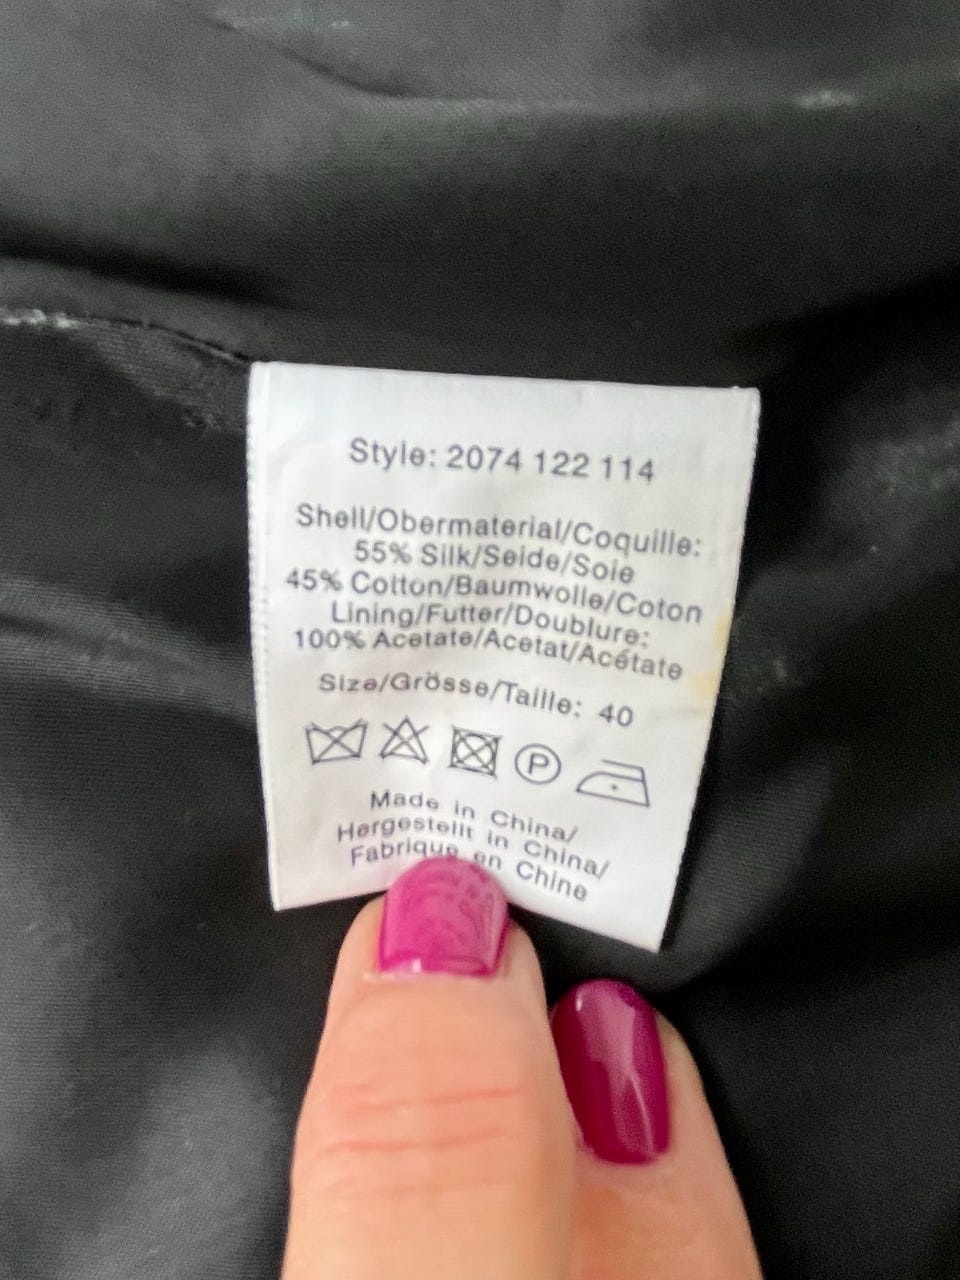 Style: 2074 122 114
Shell/Obermaterial/Coquille:
55% Silk/Seide/Soie
45% Cotton/Baumwolle/Coton
Lining/Futter/Doublure:
100% Acetate/Acetat/Acétate
Size/Grösse/Taille: 40
P
Made in China/
Hergestellt in China/
Fabriqué en Chine